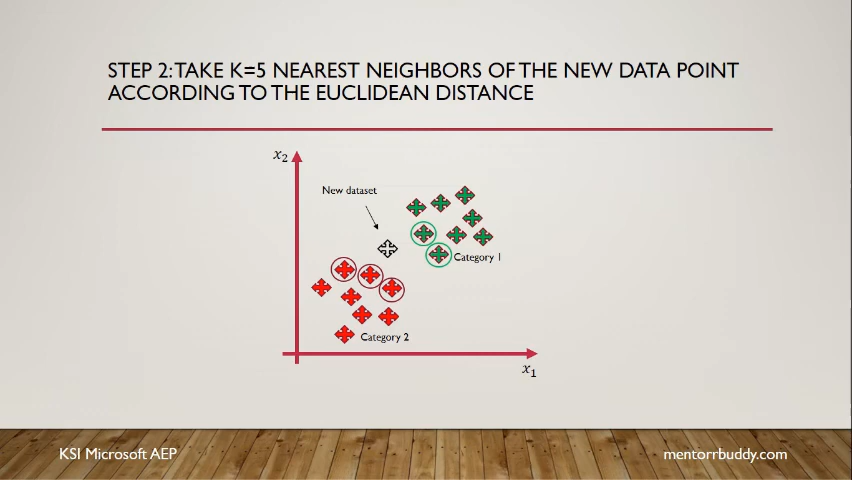 STEP 2: TAKE K=5 NEAREST NEIGHBORS OF THE NEW DATA POINT
ACCORDING TO THE EUCLIDEAN DISTANCE
x₂
New dataset
Category 1
Category 2
x₁
KSI Microsoft AEP
mentorrbuddy.com